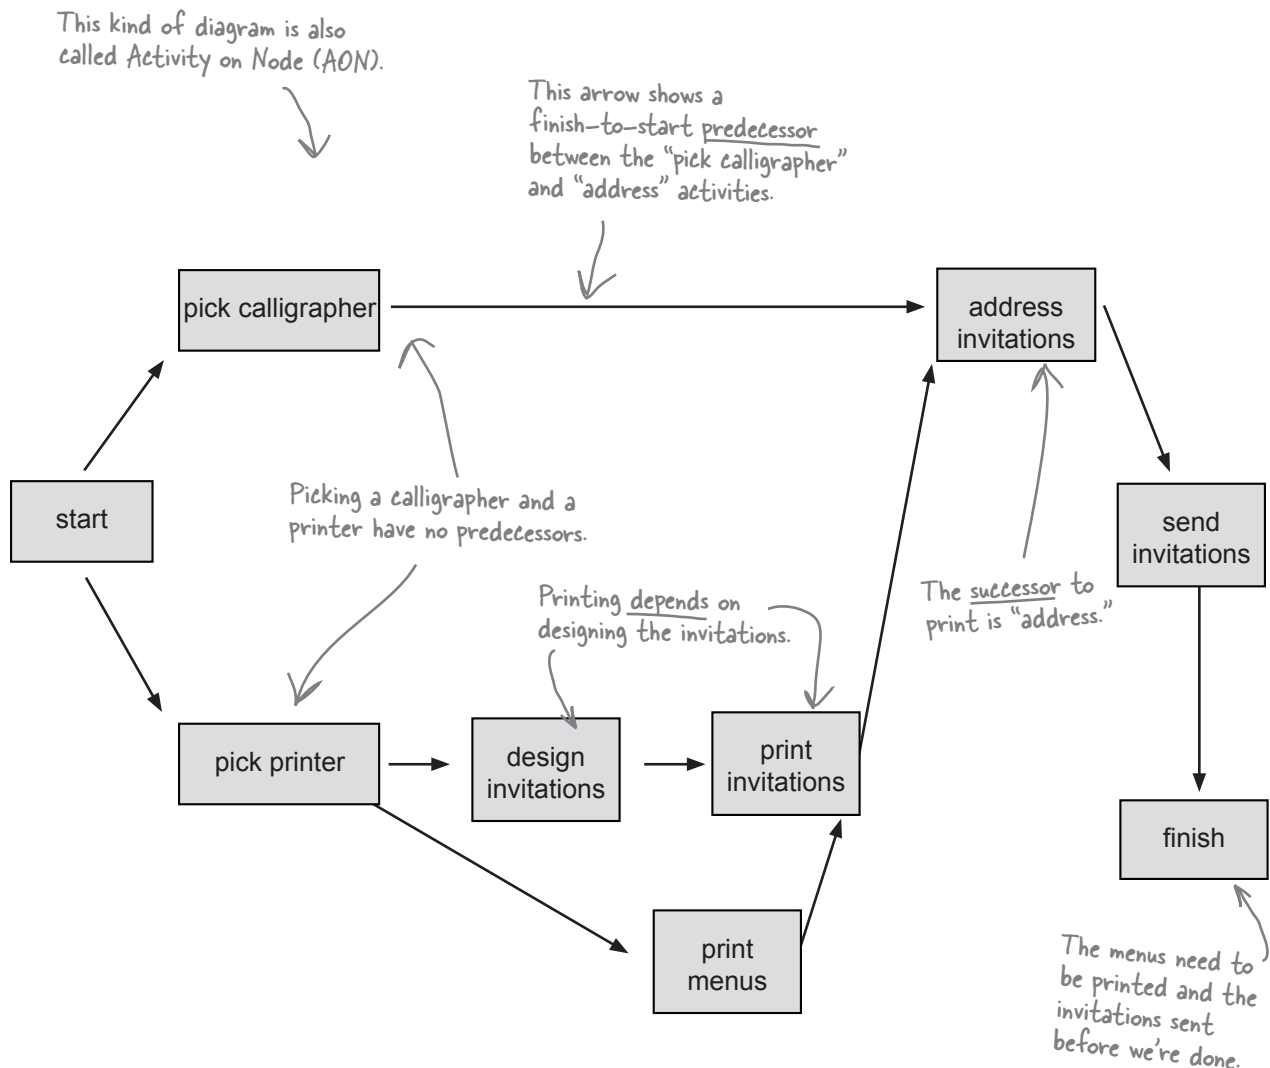 This kind of diagram is also
called Activity on Node (AON).
This arrow shows a
finish-to-start predecessor
between the “pick calligrapher”
and “address” activities.
pick calligrapher
address
invitations
start
Picking a calligrapher and a
printer have no predecessors.
send
invitations
Printing depends on
designing the invitations.
The successor to
print is “address.”
pick printer
design
invitations
print
invitations
finish
print
menus
The menus need to
be printed and the
invitations sent
before we’re done.